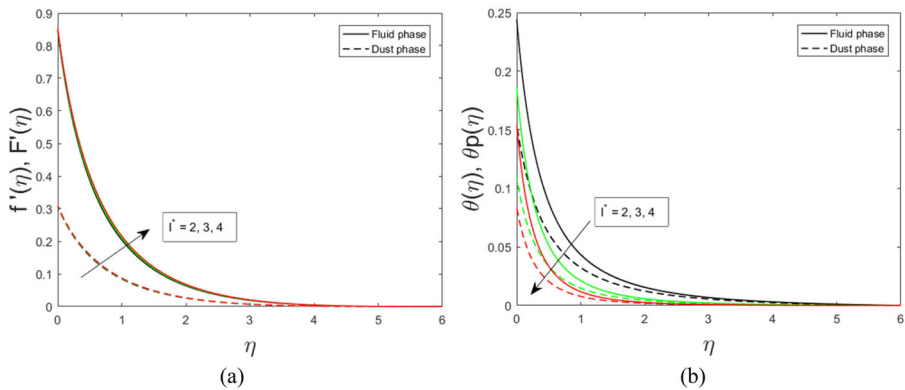 0.9
0.8
0.7
0.6
0.5
0.4
0.3
0.2
0.1
0
f '(η), F'(η)
Fluid phase
Dust phase
l* = 2, 3, 4
0 1 2 3 4 5 6
η
(a)
0.25
0.2
0.15
0.1
0.05
0
θ(η), θp(η)
Fluid phase
Dust phase
l* = 2, 3, 4
0 1 2 3 4 5 6
η
(b)